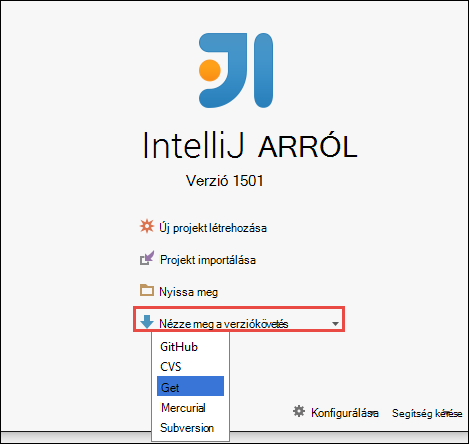 IntelliJ ARRÓL
Verzió 1501
Új projekt létrehozása
Projekt importálása
Nyissa meg
Nézze meg a verziókövetés
GitHub
CVS
Get
Mercurial
Subversion
Konfigurálása Segítség kérése